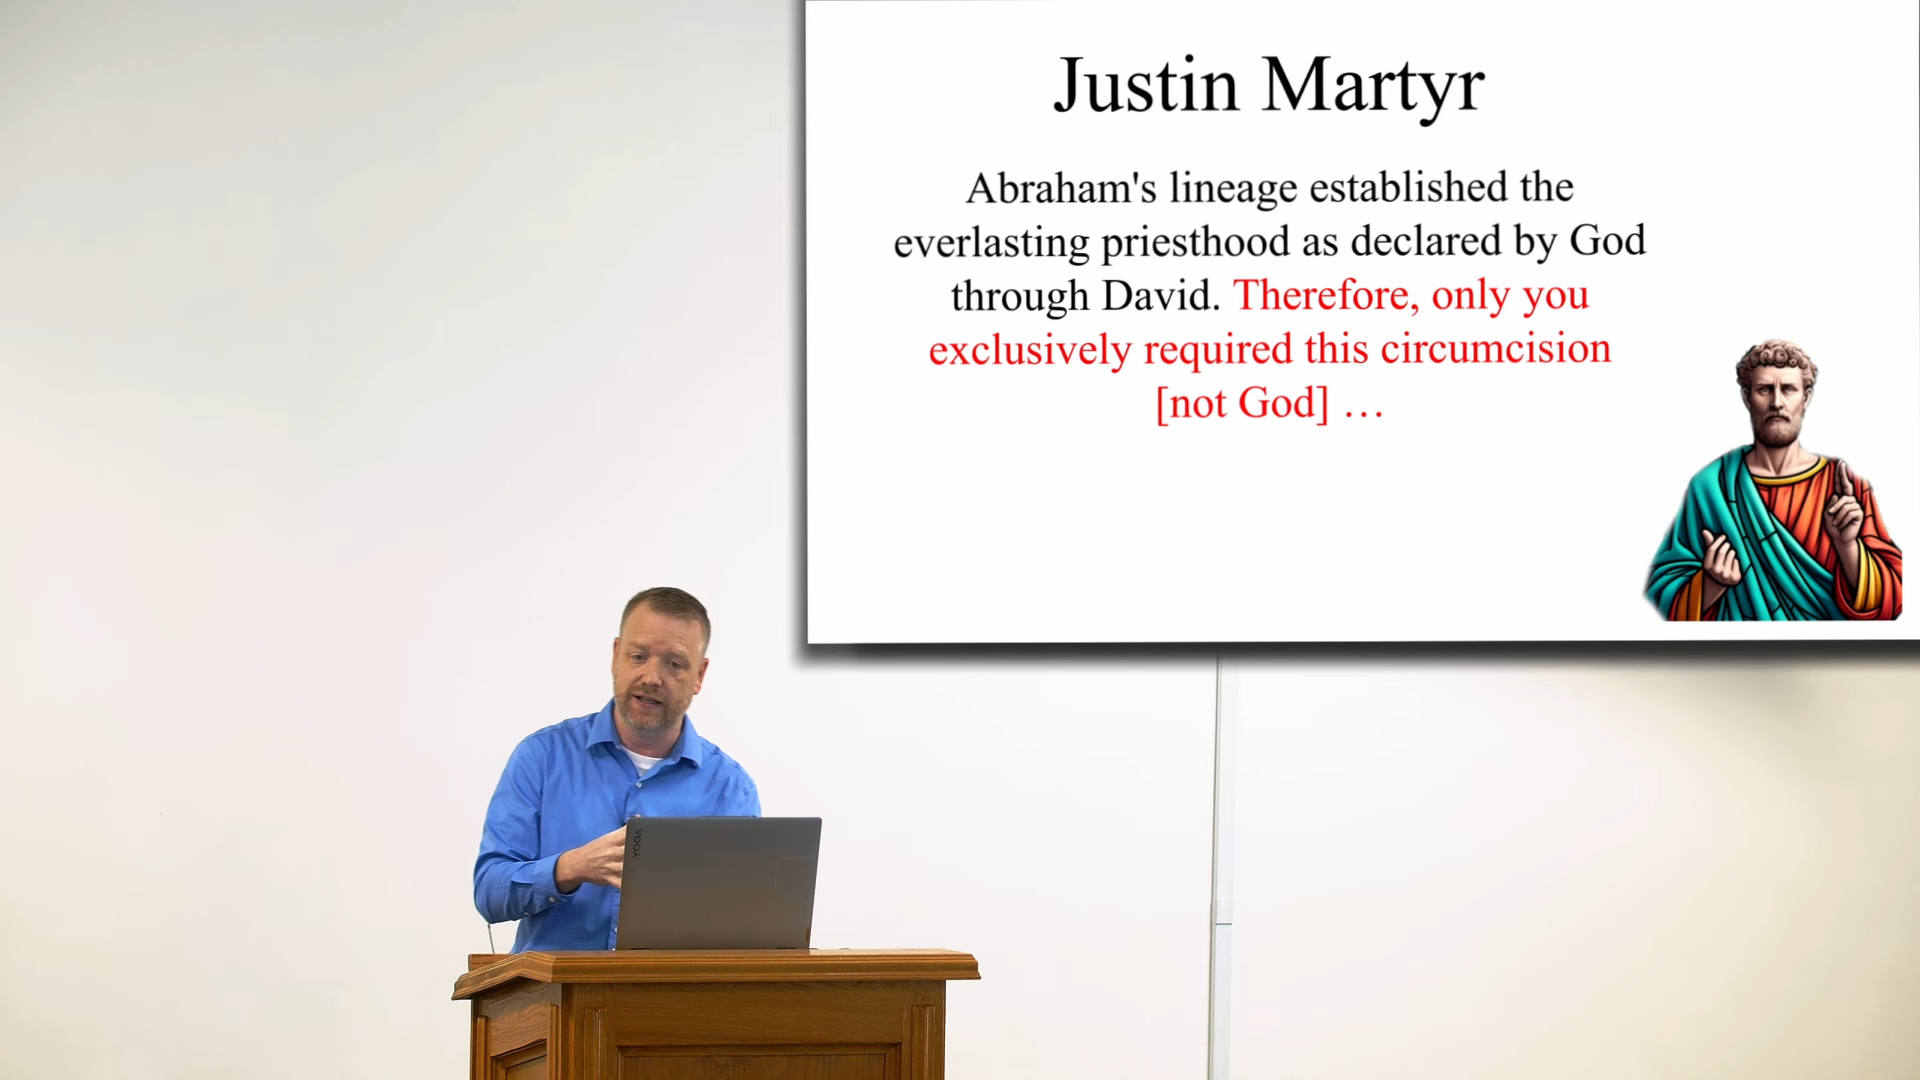 Justin Martyr
Abraham's lineage established the
everlasting priesthood as declared by God
through David. Therefore, only you
exclusively required this circumcision
[not God] …
YOGA